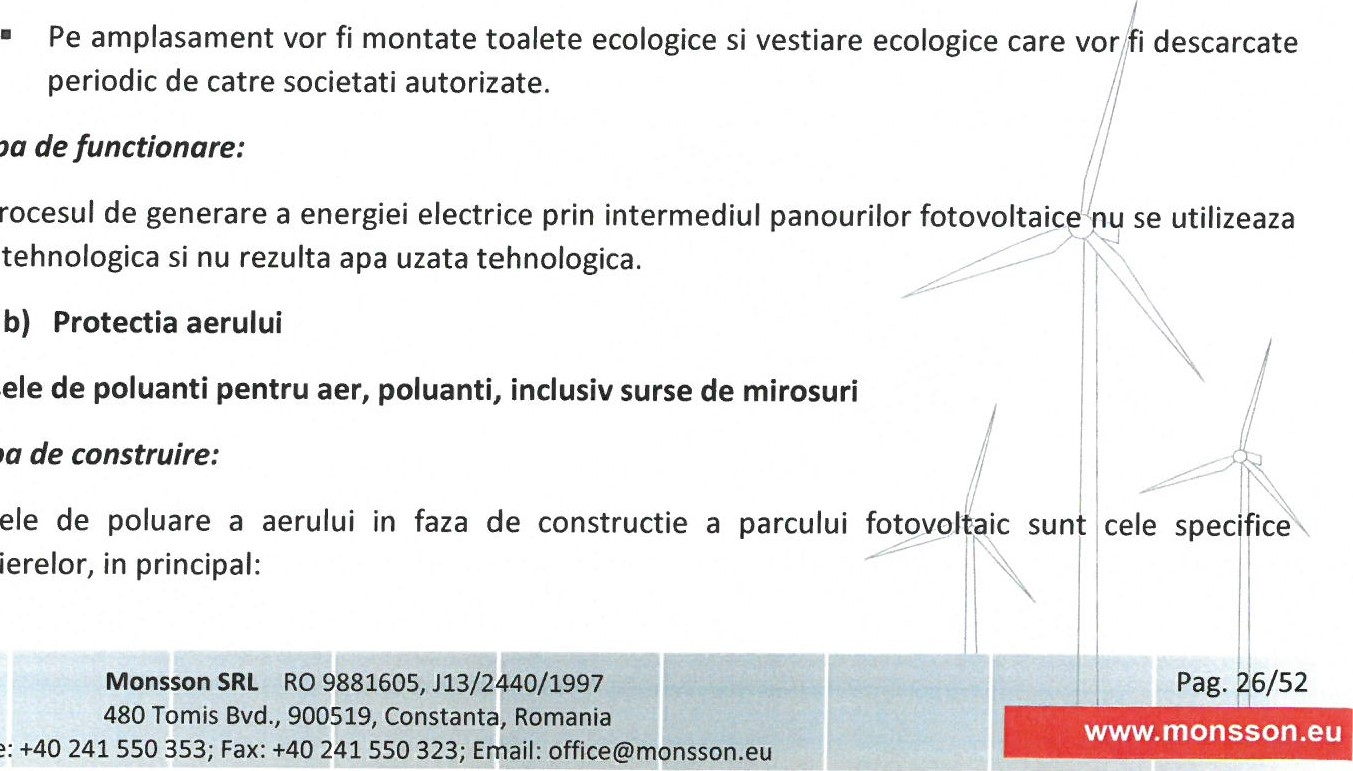 ▪ Pe amplasament vor fi montate toalete ecologice si vestiare ecologice care vor fi descarcate
periodic de catre societati autorizate.
pa de functionare:
rocesul de generare a energiei electrice prin intermediul panourilor fotovoltaice nu se utilizeaza
tehnologica si nu rezulta apa uzata tehnologica.
b) Protectia aerului
ele de poluanti pentru aer, poluanti, inclusiv surse de mirosuri
pa de construire:
ele de poluare a aerului in faza de constructie a parcului fotovoltaic sunt cele specifice
ierelor, in principal:
Monsson SRL RO 9881605, J13/2440/1997
480 Tomis Bvd., 900519, Constanta, Romania
e: +40 241 550 353; Fax: +40 241 550 323; Email: office@monsson.eu
Pag. 26/52
www.monsson.eu